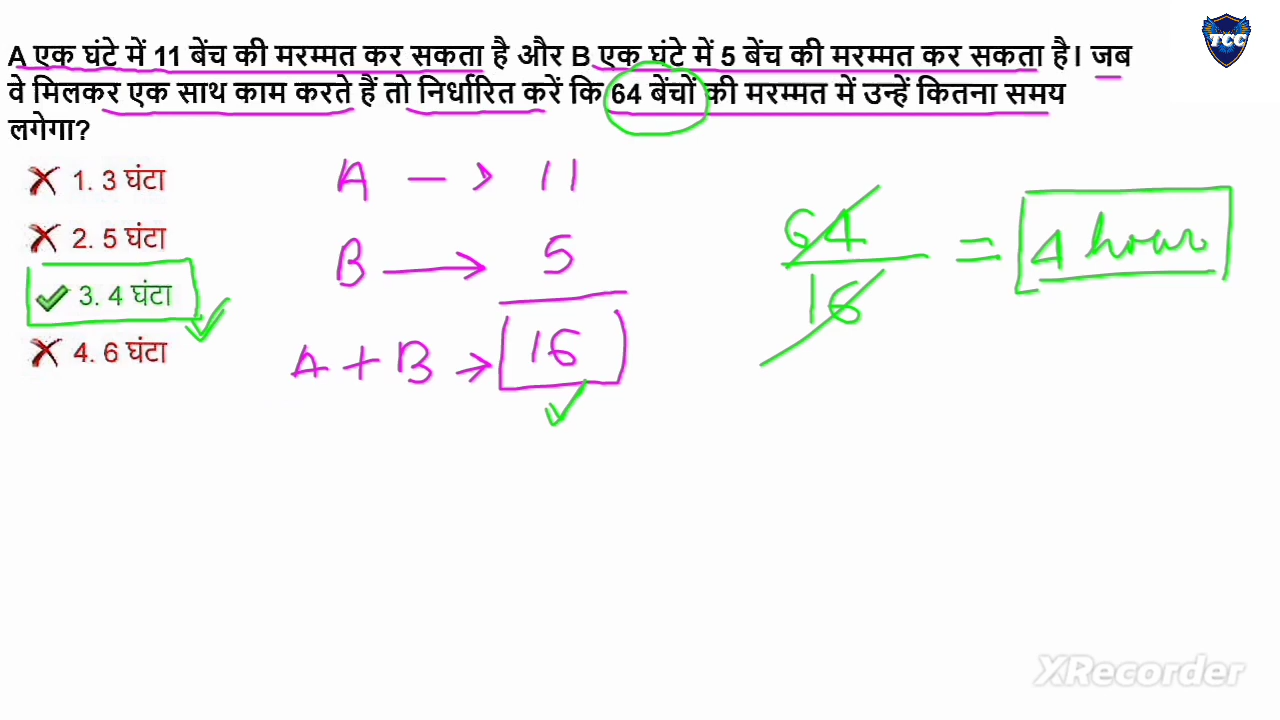 A एक घंटे में 11 बेंच की मरम्मत कर सकता है और B एक घंटे में 5 बेंच की मरम्मत कर सकता है। जब
वे मिलकर एक साथ काम करते हैं तो निर्धारित करें कि 64 बेंचों की मरम्मत में उन्हें कितना समय
लगेगा?
1. 3 घंटा
2. 5 घंटा
3. 4 घंटा
4. 6 घंटा
A → 11
B → 5
A + B → 16
64
16
= 4 hour
TCC
XRecorder